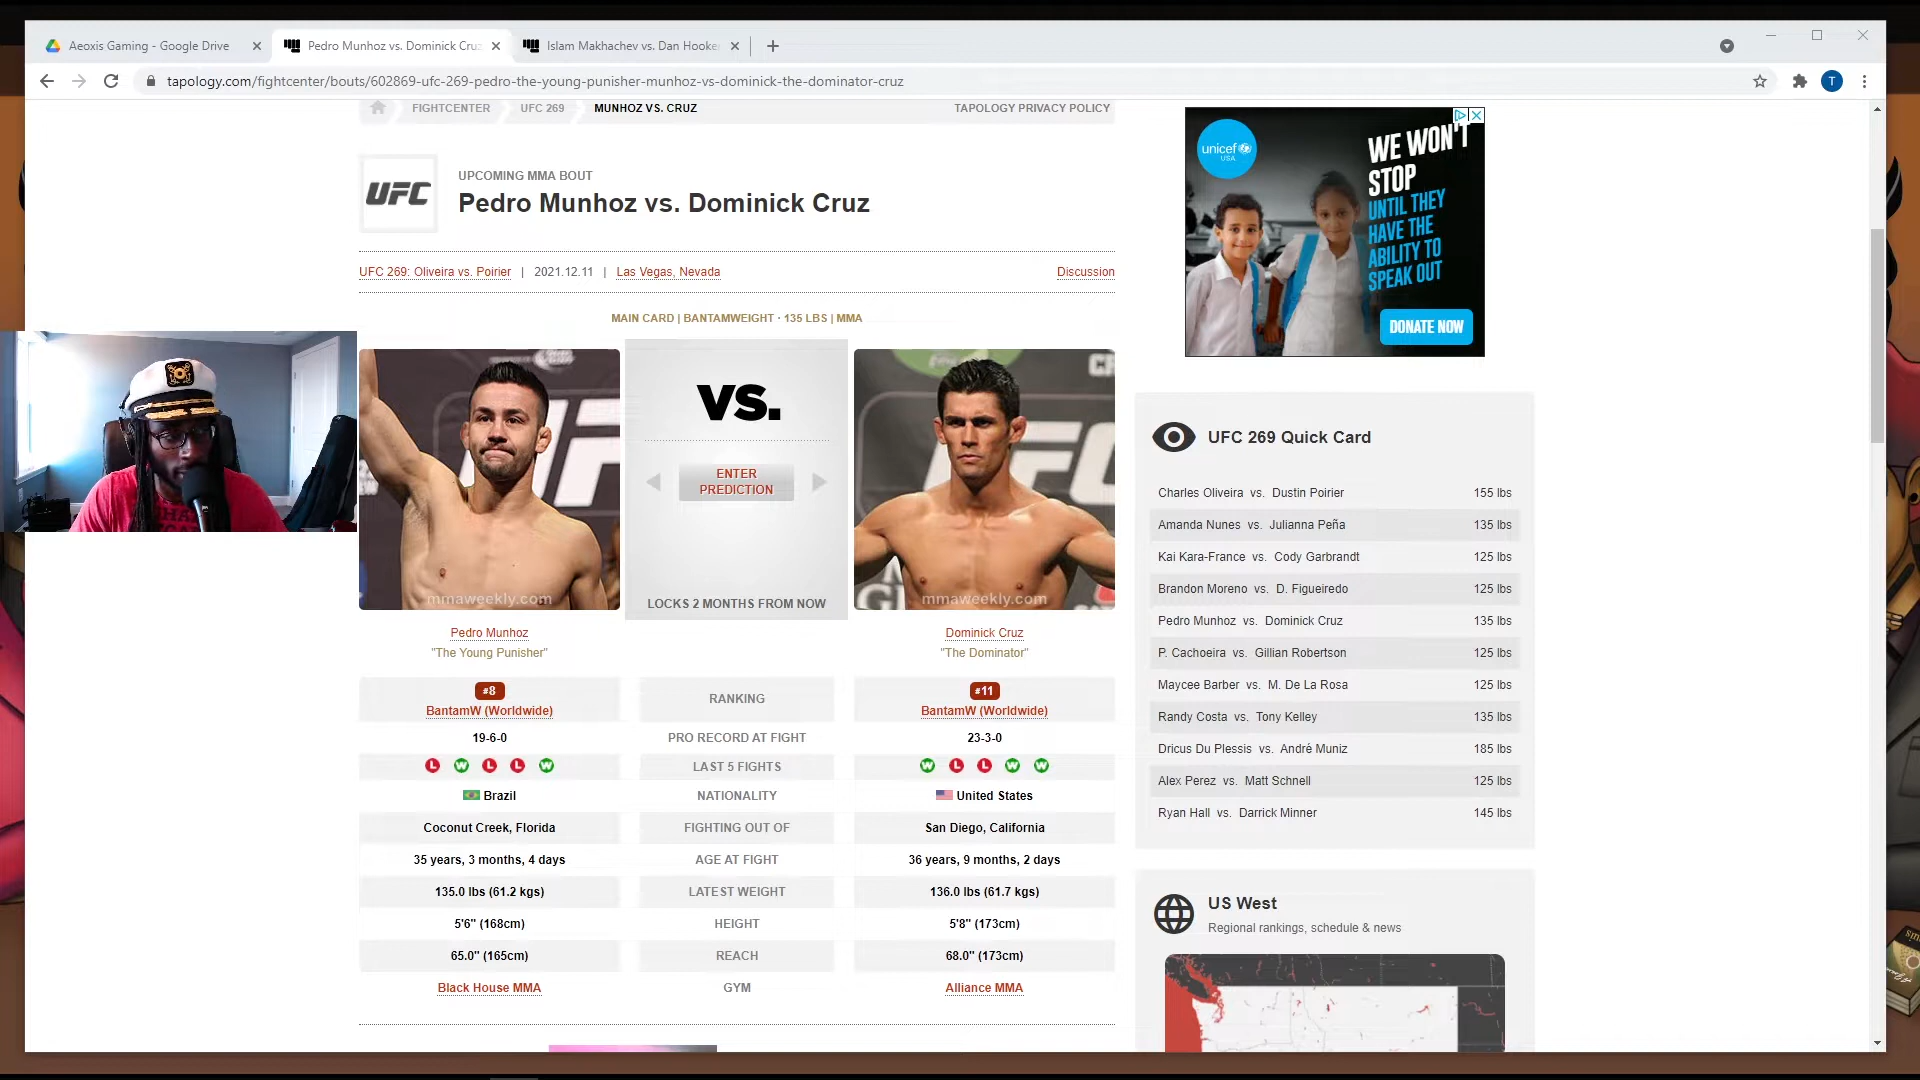 Aeoxis Gaming - Google Drive
Pedro Munhoz vs. Dominick Cruz
Islam Makhachev vs. Dan Hooker
tapology.com/fightcenter/bouts/602869-ufc-269-pedro-the-young-punisher-munhoz-vs-dominick-the-dominator-cruz
T
FIGHTCENTER
UFC 269
MUNHOZ VS. CRUZ
TAPOLOGY PRIVACY POLICY
UFC
UPCOMING MMA BOUT
Pedro Munhoz vs. Dominick Cruz
UFC 269: Oliveira vs. Poirier | 2021.12.11 | Las Vegas, Nevada
Discussion
MAIN CARD | BANTAMWEIGHT · 135 LBS | MMA
VS.
ENTER
PREDICTION
LOCKS 2 MONTHS FROM NOW
mmaweekly.com
mmaweekly.com
Pedro Munhoz
"The Young Punisher"
Dominick Cruz
"The Dominator"
#8
BantamW (Worldwide)
RANKING
#11
BantamW (Worldwide)
19-6-0
PRO RECORD AT FIGHT
23-3-0
L W L L W
LAST 5 FIGHTS
W L L W W
Brazil
NATIONALITY
United States
Coconut Creek, Florida
FIGHTING OUT OF
San Diego, California
35 years, 3 months, 4 days
AGE AT FIGHT
36 years, 9 months, 2 days
135.0 lbs (61.2 kgs)
LATEST WEIGHT
136.0 lbs (61.7 kgs)
5'6" (168cm)
HEIGHT
5'8" (173cm)
65.0" (165cm)
REACH
68.0" (173cm)
Black House MMA
GYM
Alliance MMA
unicef
USA
WE WON'T
STOP
UNTIL THEY
HAVE THE
ABILITY TO
SPEAK OUT
DONATE NOW
UFC 269 Quick Card
Charles Oliveira vs. Dustin Poirier 155 lbs
Amanda Nunes vs. Julianna Peña 135 lbs
Kai Kara-France vs. Cody Garbrandt 125 lbs
Brandon Moreno vs. D. Figueiredo 125 lbs
Pedro Munhoz vs. Dominick Cruz 135 lbs
P. Cachoeira vs. Gillian Robertson 125 lbs
Maycee Barber vs. M. De La Rosa 125 lbs
Randy Costa vs. Tony Kelley 135 lbs
Dricus Du Plessis vs. André Muniz 185 lbs
Alex Perez vs. Matt Schnell 125 lbs
Ryan Hall vs. Darrick Minner 145 lbs
US West
Regional rankings, schedule & news